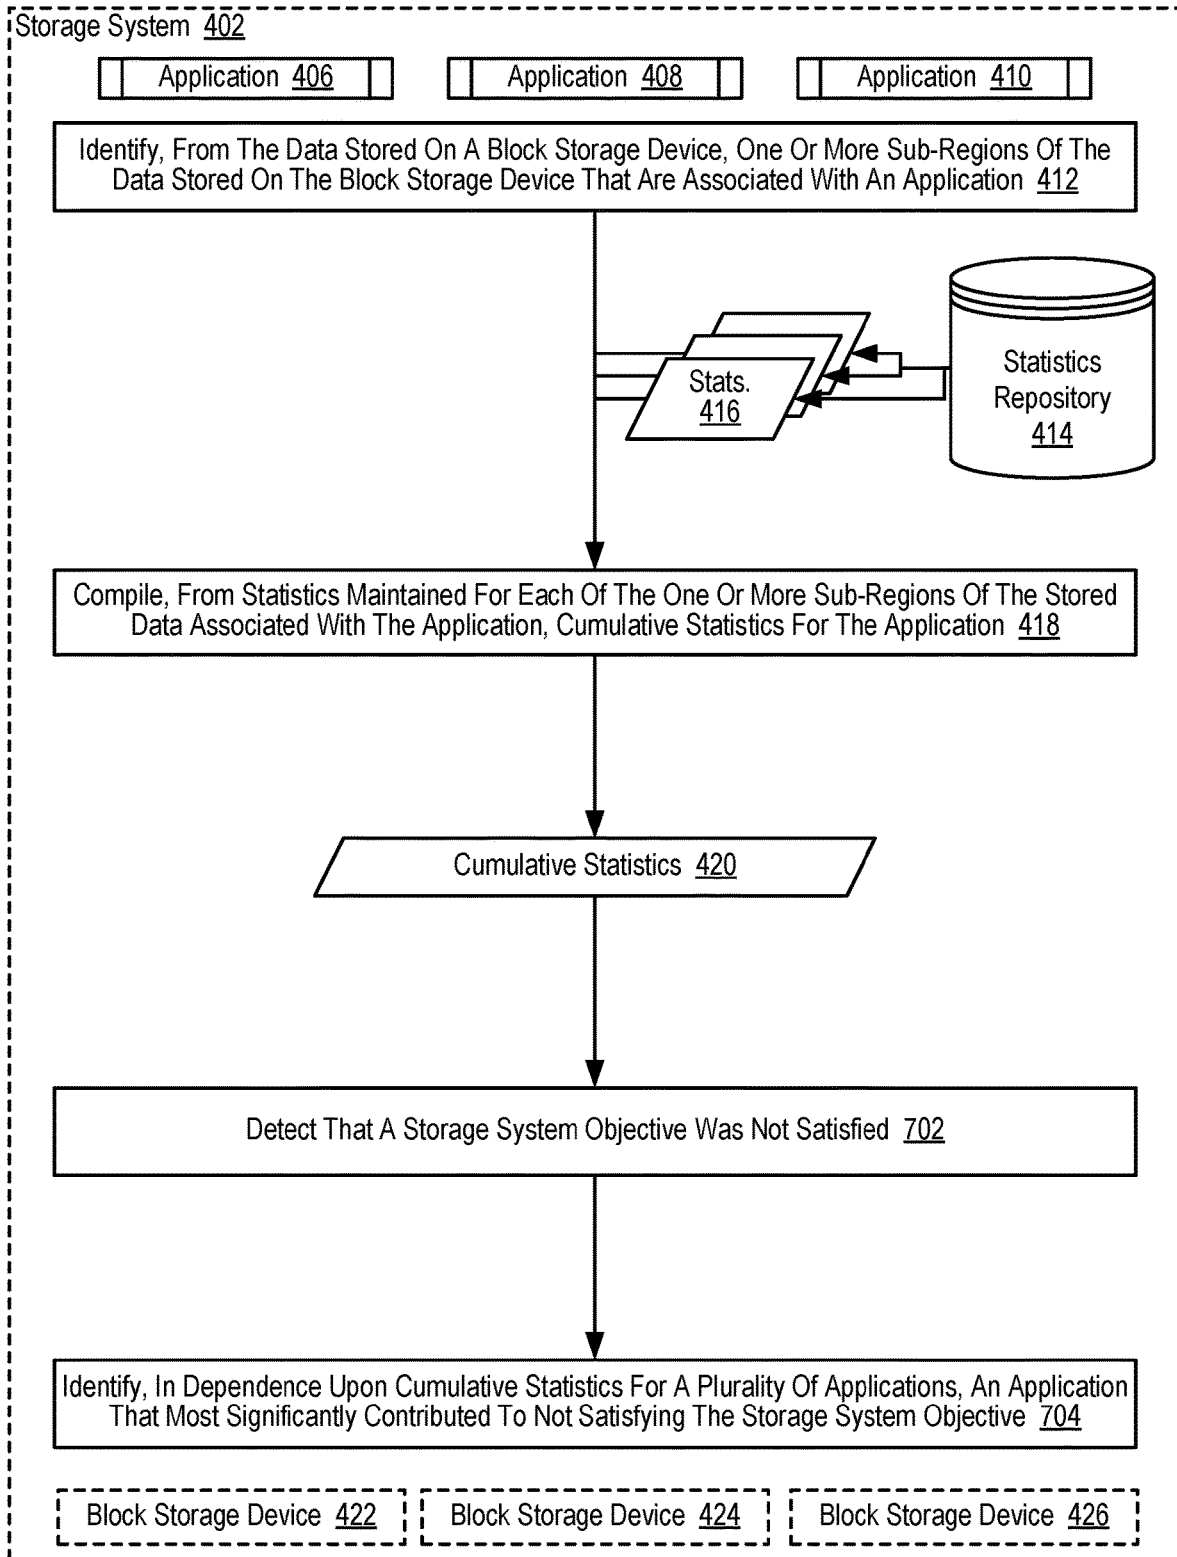 Storage System 402
Application 406
Application 408
Application 410
Identify, From The Data Stored On A Block Storage Device, One Or More Sub-Regions Of The
Data Stored On The Block Storage Device That Are Associated With An Application 412
Stats.
416
Statistics
Repository
414
Compile, From Statistics Maintained For Each Of The One Or More Sub-Regions Of The Stored
Data Associated With The Application, Cumulative Statistics For The Application 418
Cumulative Statistics 420
Detect That A Storage System Objective Was Not Satisfied 702
Identify, In Dependence Upon Cumulative Statistics For A Plurality Of Applications, An Application
That Most Significantly Contributed To Not Satisfying The Storage System Objective 704
Block Storage Device 422
Block Storage Device 424
Block Storage Device 426